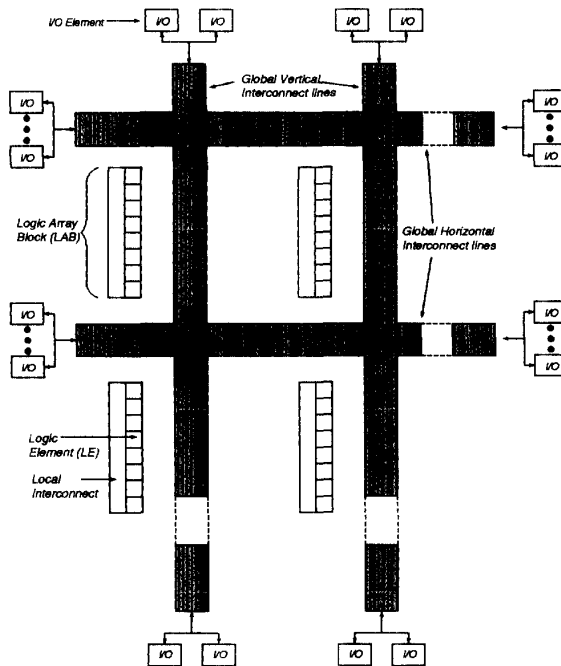 I/O Element
I/O
I/O
I/O
I/O
Global Vertical
Interconnect lines
I/O
I/O
I/O
I/O
Logic Array
Block (LAB)
Global Horizontal
Interconnect lines
I/O
I/O
I/O
I/O
Logic
Element (LE)
Local
Interconnect
I/O
I/O
I/O
I/O